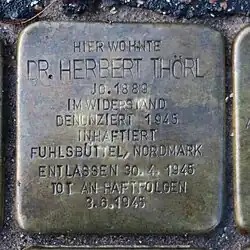 HIER WOHNTE
DR. HERBERT THÖRL
JG. 1889
IM WIDERSTAND
DENUNZIERT 1945
INHAFTIERT
FUHLSBÜTTEL, NORDMARK
ENTLASSEN 30. 4. 1945
TOT AN HAFTFOLGEN
3.6.1945